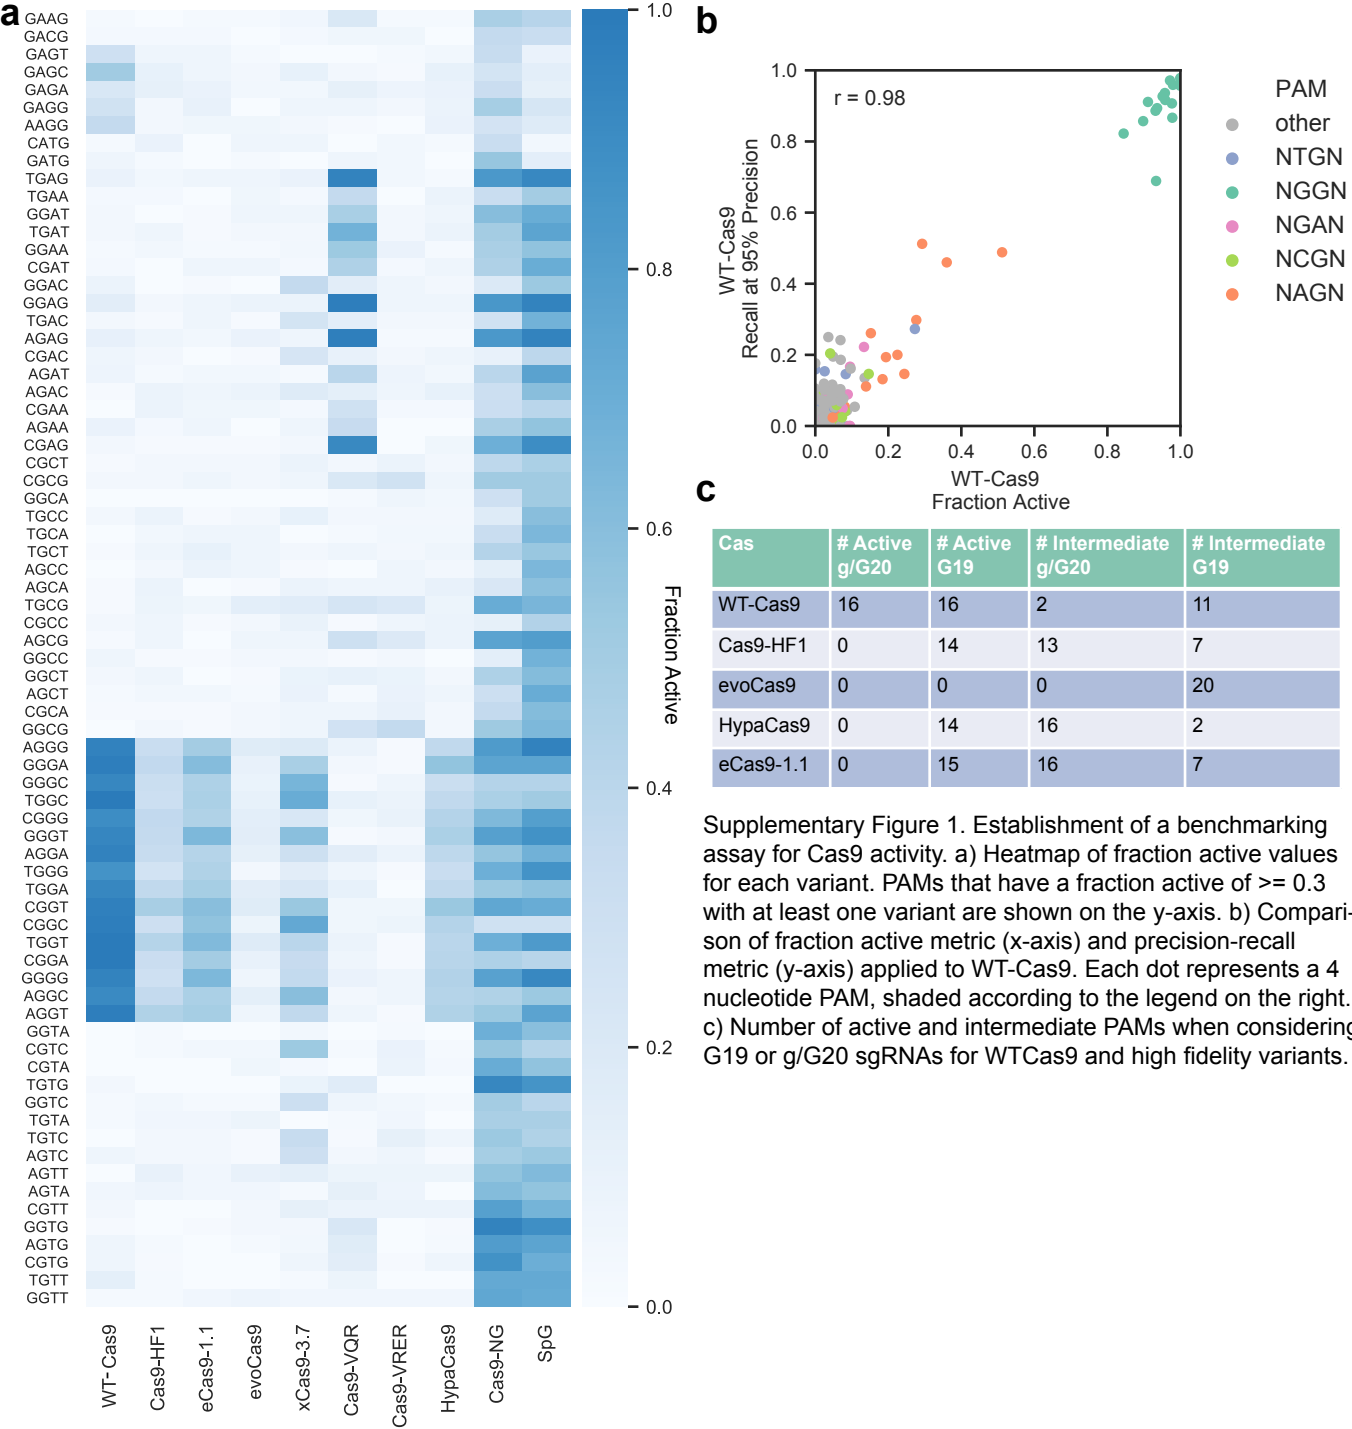 a
GAAG
GACG
GAGT
GAGC
GAGA
GAGG
AAGG
CATG
GATG
TGAG
TGAA
GGAT
TGAT
GGAA
CGAT
GGAC
GGAG
TGAC
AGAG
CGAC
AGAT
AGAC
CGAA
AGAA
CGAG
CGCT
CGCG
GGCA
TGCC
TGCA
TGCT
AGCC
AGCA
TGCG
CGCC
AGCG
GGCC
GGCT
AGCT
CGCA
GGCG
AGGG
GGGA
GGGC
TGGC
CGGG
GGGT
AGGA
TGGG
TGGA
CGGT
CGGC
TGGT
CGGA
GGGG
AGGC
AGGT
GGTA
CGTC
CGTA
TGTG
GGTC
TGTA
TGTC
AGTC
AGTT
AGTA
CGTT
GGTG
AGTG
CGTG
TGTT
GGTT
WT- Cas9
Cas9-HF1
eCas9-1.1
evoCas9
xCas9-3.7
Cas9-VQR
Cas9-VRER
HypaCas9
Cas9-NG
SpG
1.0
0.8
0.6
0.4
0.2
0.0
Fraction Active
b
WT-Cas9
Recall at 95% Precision
1.0
0.8
0.6
0.4
0.2
0.0
r = 0.98
0.0 0.2 0.4 0.6 0.8 1.0
WT-Cas9
Fraction Active
PAM
other
NTGN
NGGN
NGAN
NCGN
NAGN
c
Cas # Active g/G20 # Active G19 # Intermediate g/G20 # Intermediate G19
WT-Cas9 16 16 2 11
Cas9-HF1 0 14 13 7
evoCas9 0 0 0 20
HypaCas9 0 14 16 2
eCas9-1.1 0 15 16 7
Supplementary Figure 1. Establishment of a benchmarking
assay for Cas9 activity. a) Heatmap of fraction active values
for each variant. PAMs that have a fraction active of >= 0.3
with at least one variant are shown on the y-axis. b) Compari-
son of fraction active metric (x-axis) and precision-recall
metric (y-axis) applied to WT-Cas9. Each dot represents a 4
nucleotide PAM, shaded according to the legend on the right.
c) Number of active and intermediate PAMs when considering
G19 or g/G20 sgRNAs for WTCas9 and high fidelity variants.